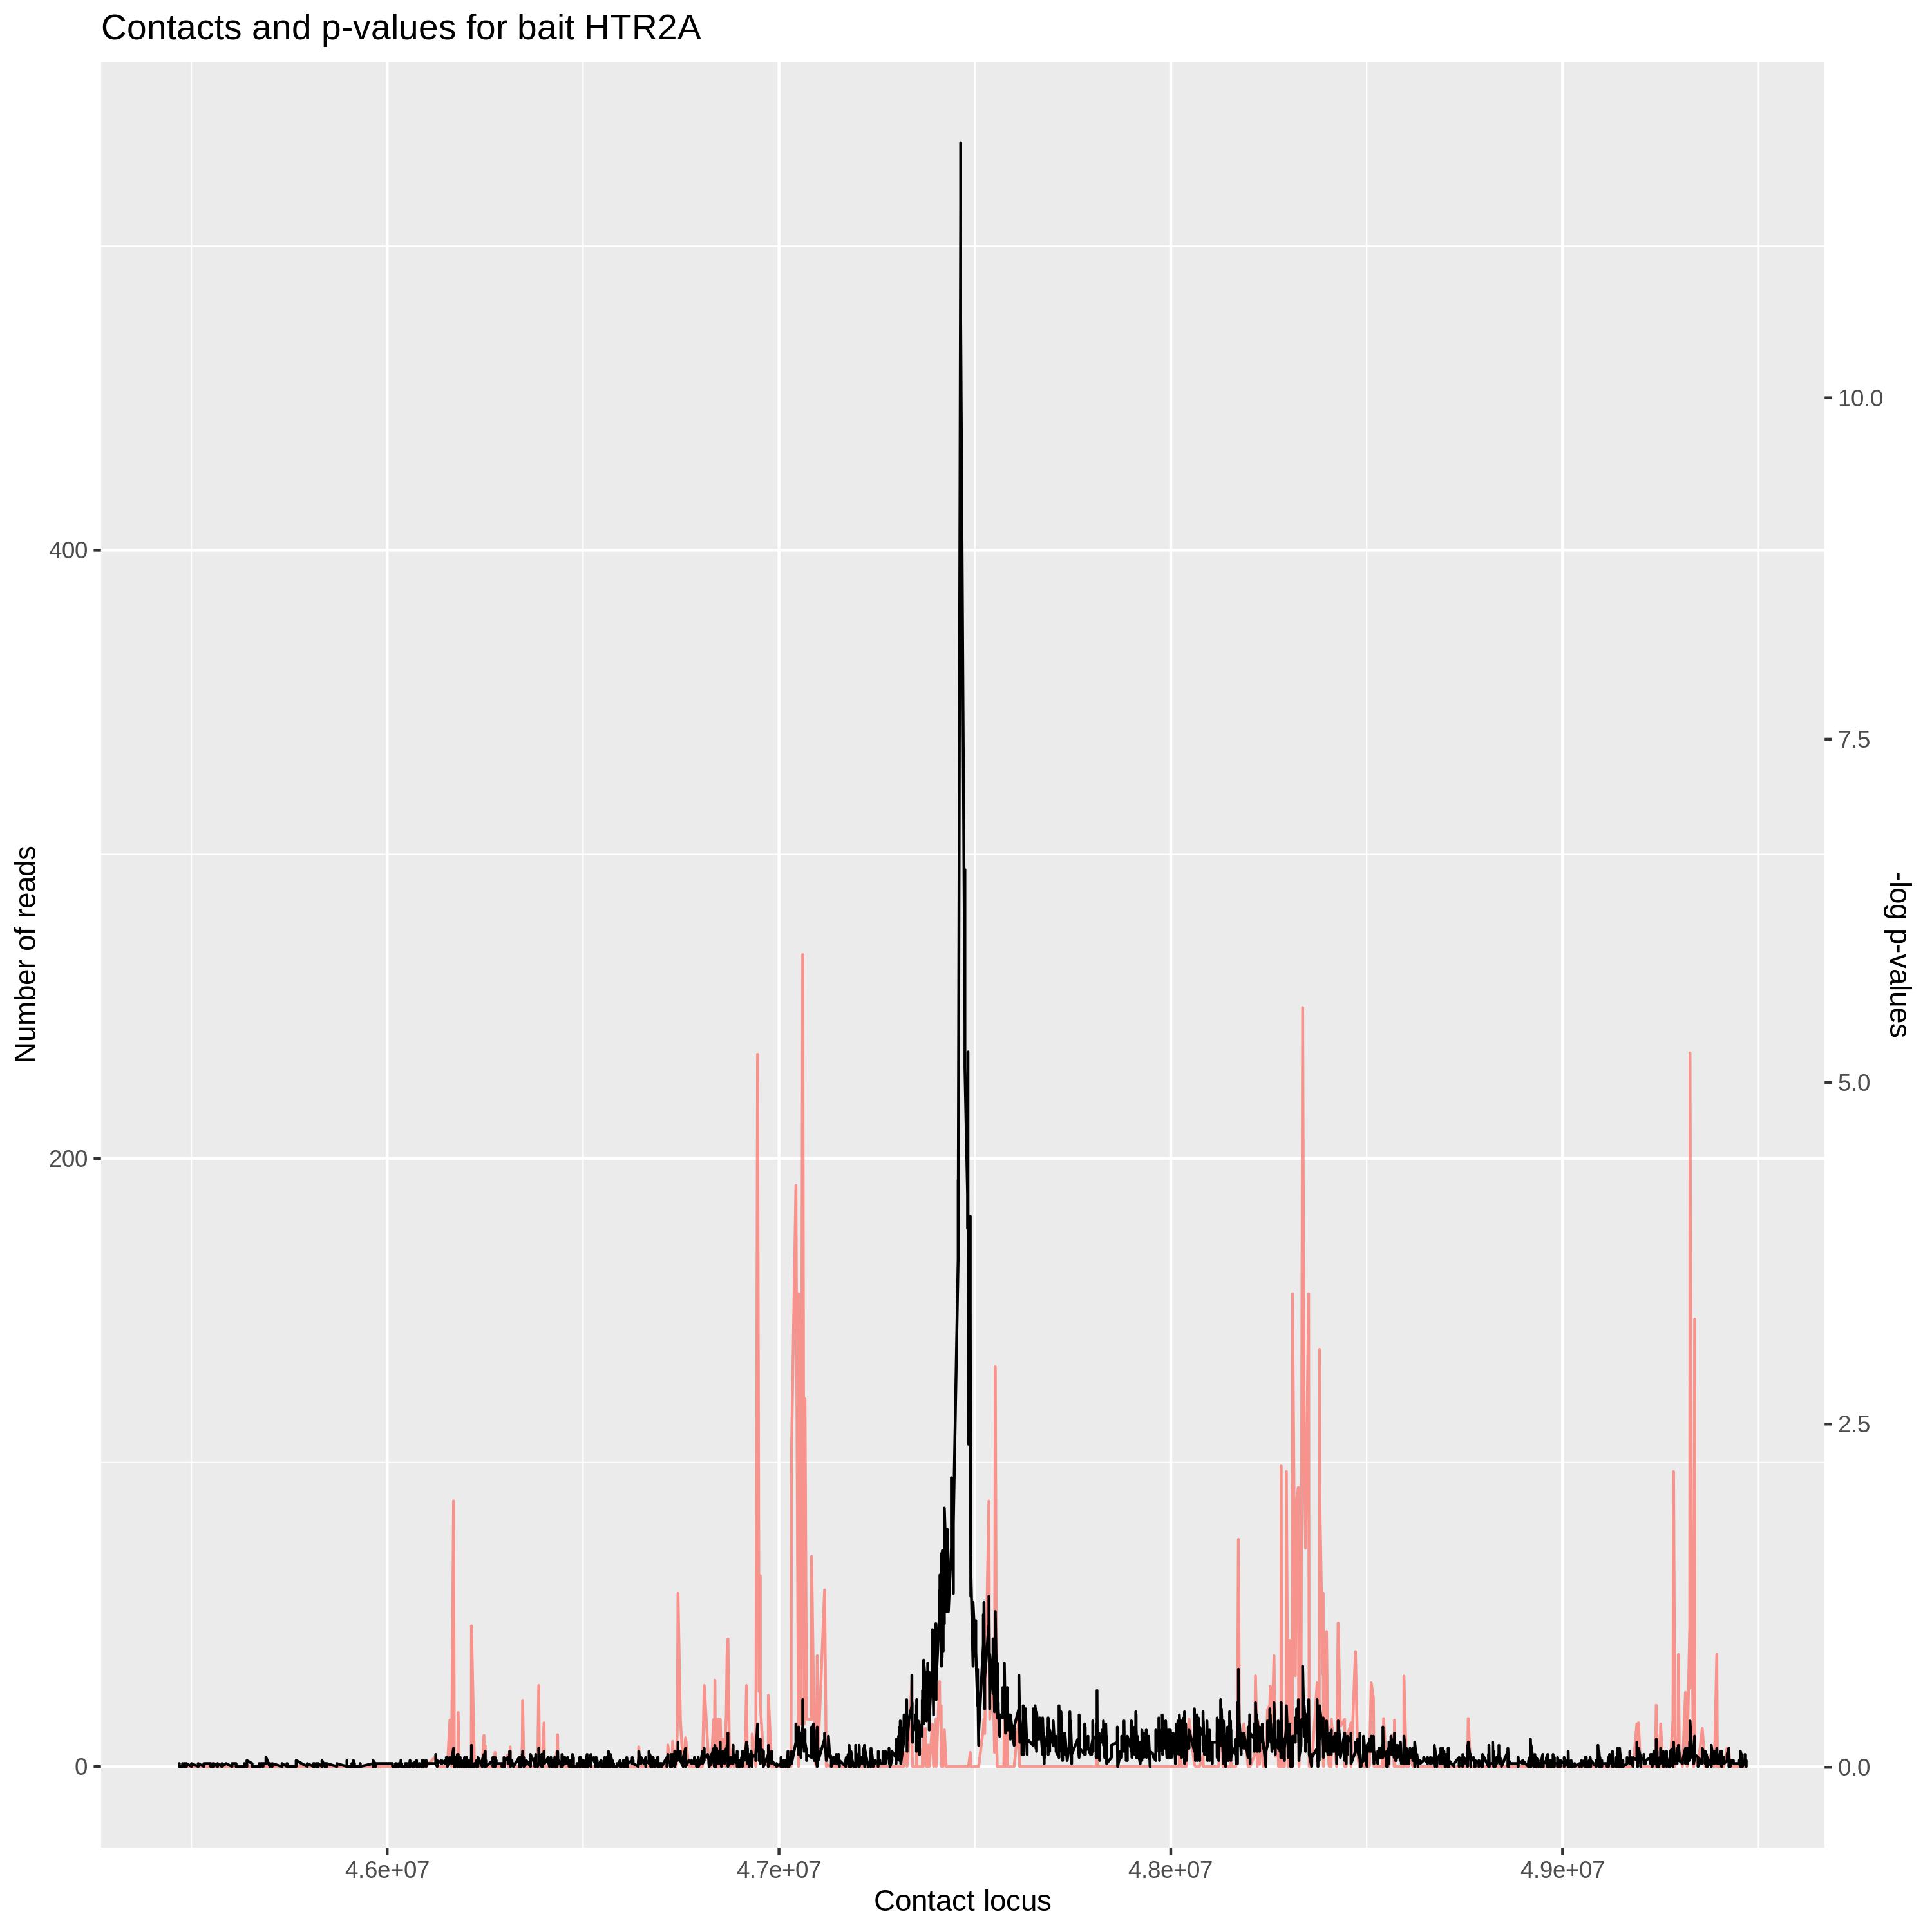 Contacts and p-values for bait HTR2A
Number of reads
400
200
0
10.0
7.5
5.0
2.5
0.0
-log p-values
4.6e+07
4.7e+07
4.8e+07
4.9e+07
Contact locus